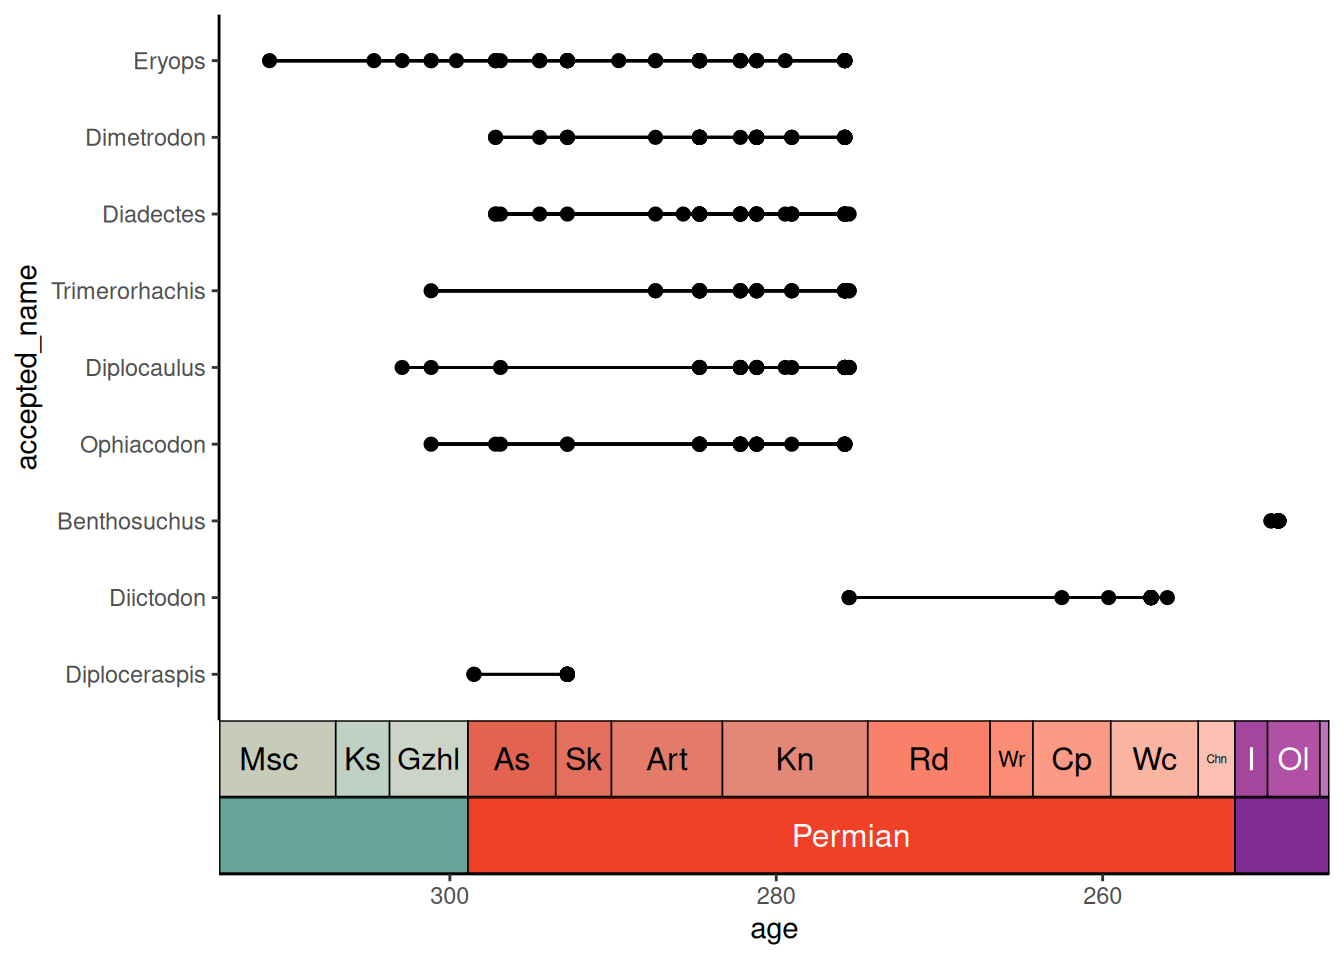 Eryops
Dimetrodon
Diadectes
Trimerorhachis
Diplocaulus
Ophiacodon
Benthosuchus
Diictodon
Diploceraspis
accepted_name
Msc Ks Gzhl As Sk Art Kn Rd Wr Cp Wc Chn I Ol
Permian
300 280 260
age